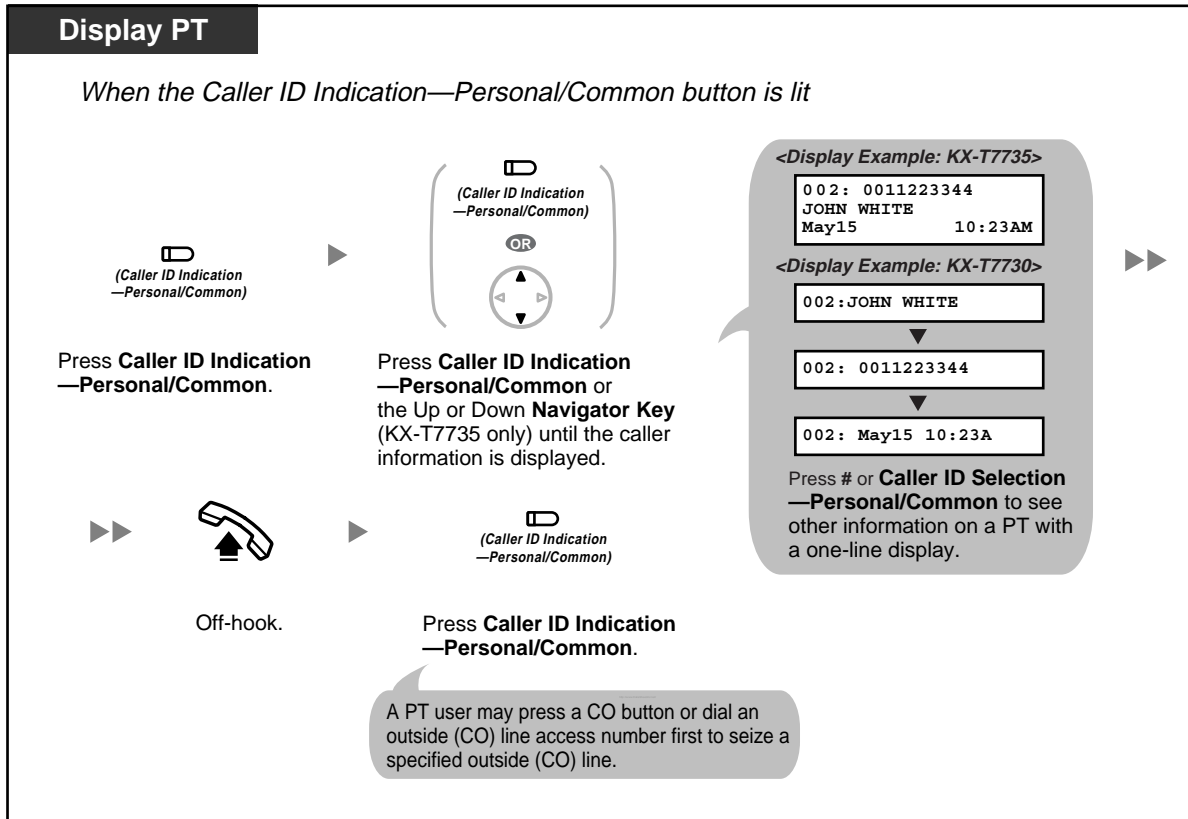 Display PT
When the Caller ID Indication—Personal/Common button is lit
(Caller ID Indication
—Personal/Common)
Press Caller ID Indication
—Personal/Common.
(Caller ID Indication
—Personal/Common)
OR
Press Caller ID Indication
—Personal/Common or
the Up or Down Navigator Key
(KX-T7735 only) until the caller
information is displayed.
<Display Example: KX-T7735>
002: 0011223344
JOHN WHITE
May15 10:23AM
<Display Example: KX-T7730>
002:JOHN WHITE
002: 0011223344
002: May15 10:23A
Press # or Caller ID Selection
—Personal/Common to see
other information on a PT with
a one-line display.
Off-hook.
(Caller ID Indication
—Personal/Common)
Press Caller ID Indication
—Personal/Common.
A PT user may press a CO button or dial an
outside (CO) line access number first to seize a
specified outside (CO) line.